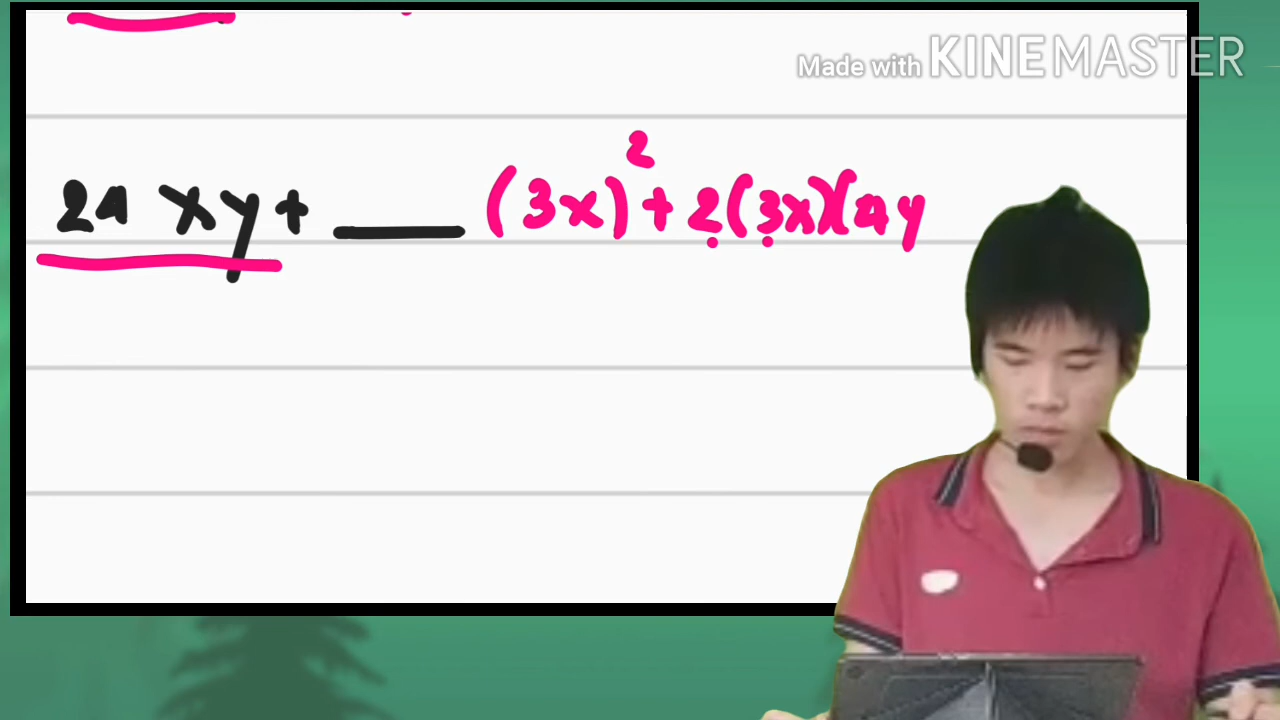 Made with KINEMASTER
24 xy + ___ (3x)² + 2(3x)(4y